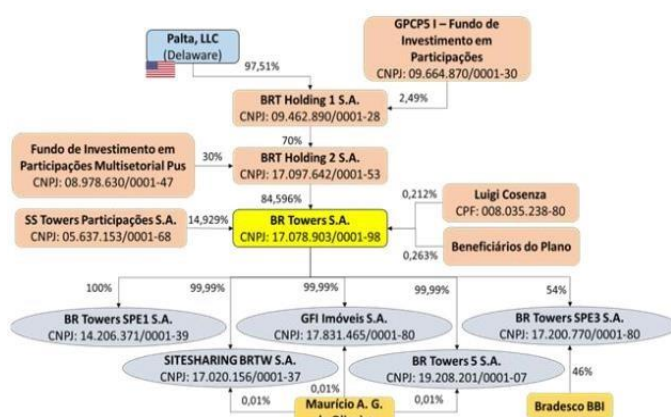 Palta, LLC
(Delaware)
GPCP5 I – Fundo de
Investimento em
Participações
CNPJ: 09.664.870/0001-30
97,51%
2,49%
BRT Holding 1 S.A.
CNPJ: 09.462.890/0001-28
70%
Fundo de Investimento em
Participações Multisetorial Pus
CNPJ: 08.978.630/0001-47
30%
BRT Holding 2 S.A.
CNPJ: 17.097.642/0001-53
84,596%
0,212%
Luigi Cosenza
CPF: 008.035.238-80
SS Towers Participações S.A.
CNPJ: 05.637.153/0001-68
14,929%
BR Towers S.A.
CNPJ: 17.078.903/0001-98
Beneficiários do Plano
0,263%
100%
99,99%
99,99%
99,99%
54%
BR Towers SPE1 S.A.
CNPJ: 14.206.371/0001-39
GFI Imóveis S.A.
CNPJ: 17.831.465/0001-80
BR Towers SPE3 S.A.
CNPJ: 17.200.770/0001-80
SITESHARING BRTW S.A.
CNPJ: 17.020.156/0001-37
BR Towers 5 S.A.
CNPJ: 19.208.201/0001-07
46%
0,01%
0,01%
0,01%
Maurício A. G.
Bradesco BBI